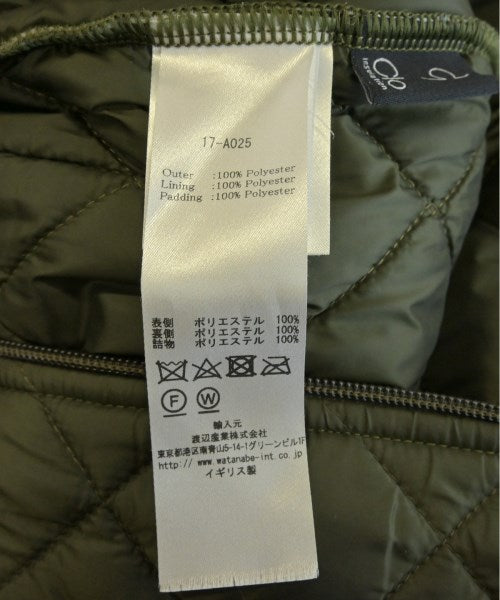 17-A025
Outer :100% Polyester
Lining :100% Polyester
Padding :100% Polyester
表側 ポリエステル 100%
裏側 ポリエステル 100%
詰物 ポリエステル 100%
F W
輸入元
渡辺産業株式会社
東京都港区南青山5-14-1グリーンビル1F
http:// www.watanabe-int.co.jp
イギリス製
2